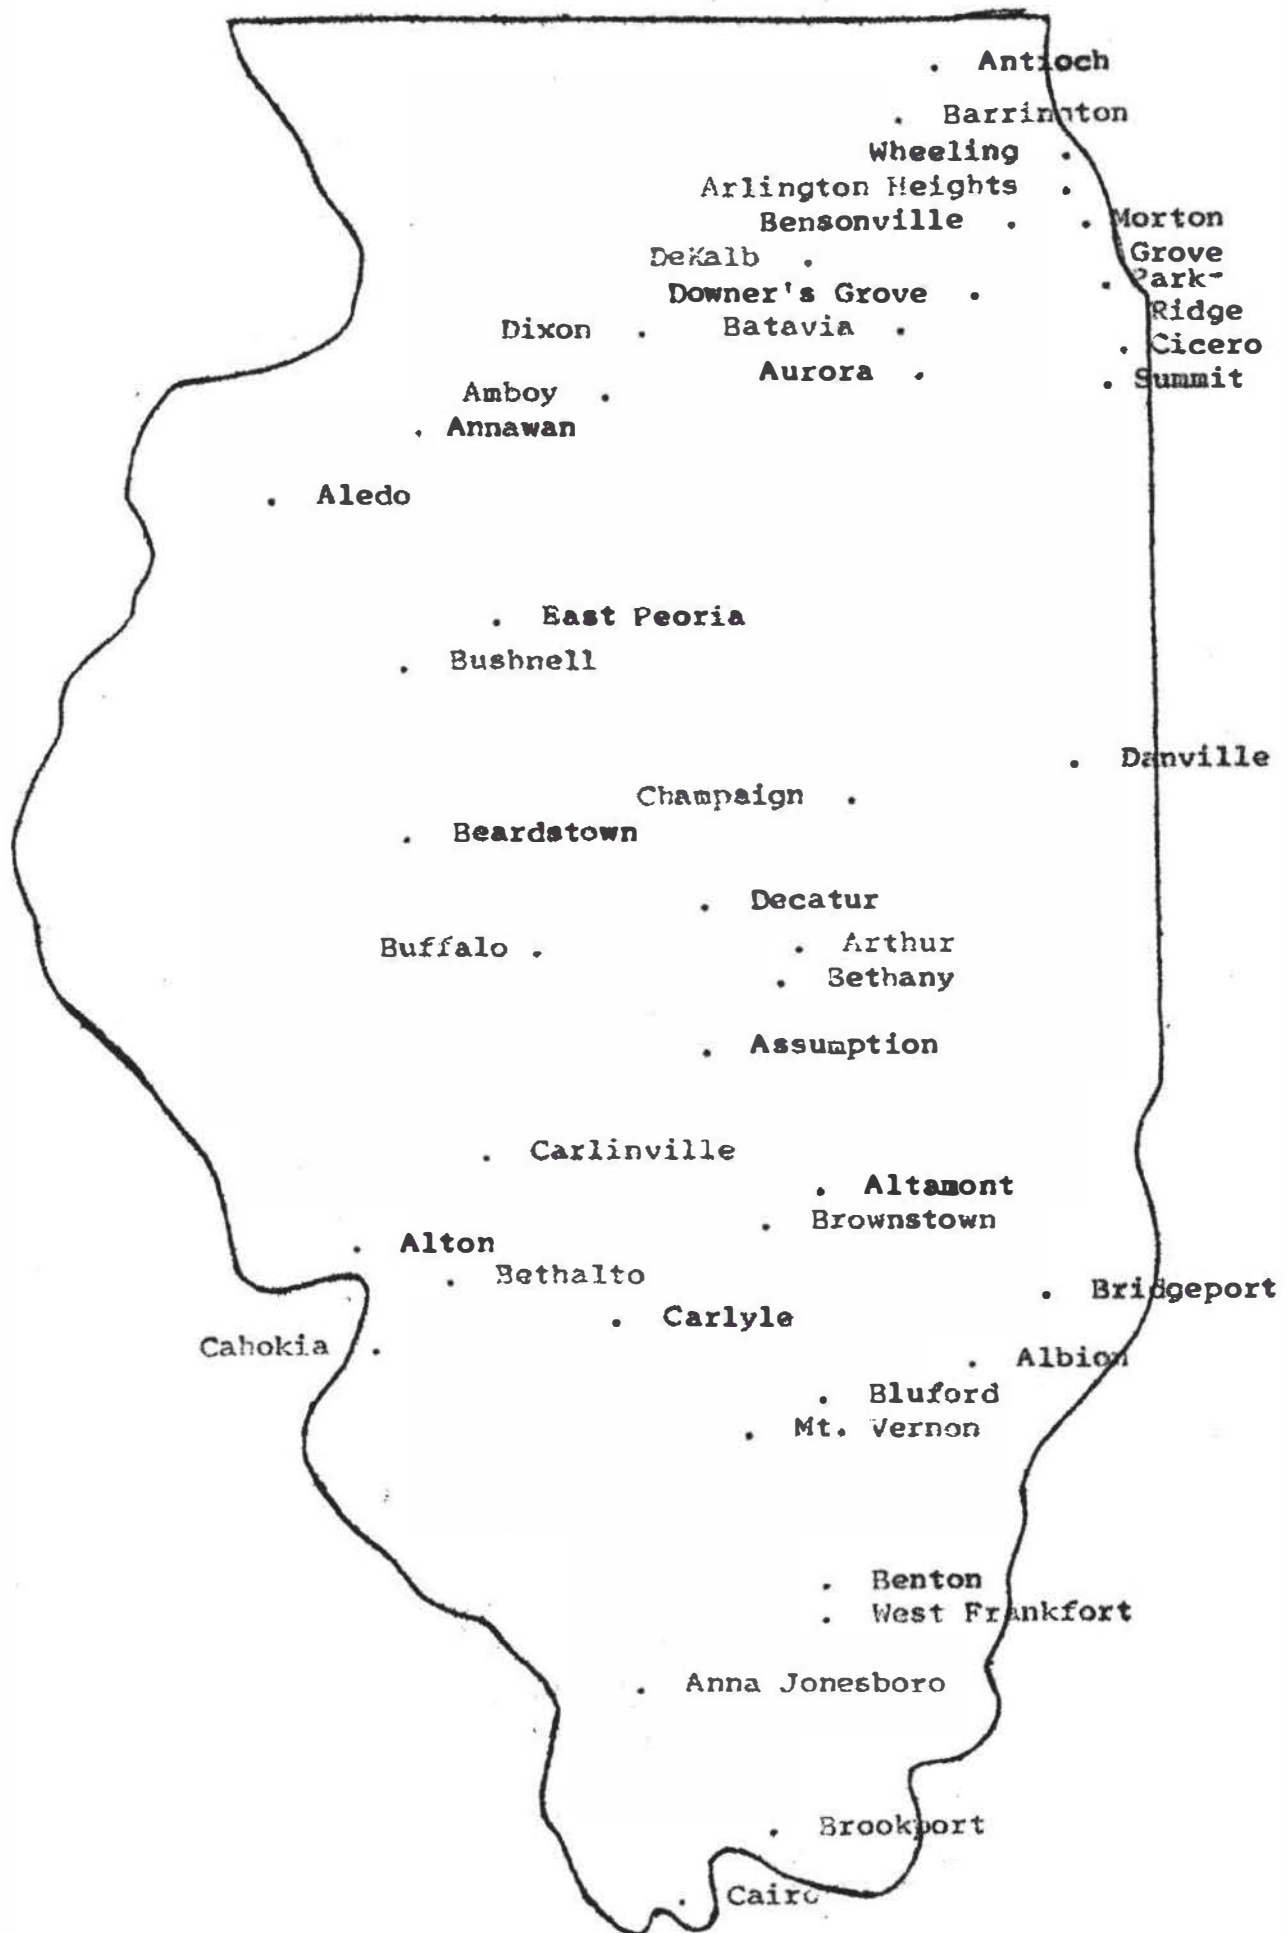 Antioch
Barrington
Wheeling
Arlington Heights
Bensonville
Morton
Grove
DeKalb
Park-
Ridge
Downer's Grove
Dixon
Batavia
Cicero
Aurora
Summit
Amboy
Annawan
Aledo
East Peoria
Bushnell
Danville
Champaign
Beardstown
Decatur
Buffalo
Arthur
Bethany
Assumption
Carlinville
Altamont
Brownstown
Alton
Bethalto
Bridgeport
Carlyle
Cahokia
Albion
Bluford
Mt. Vernon
Benton
West Frankfort
Anna Jonesboro
Brookport
Cairo